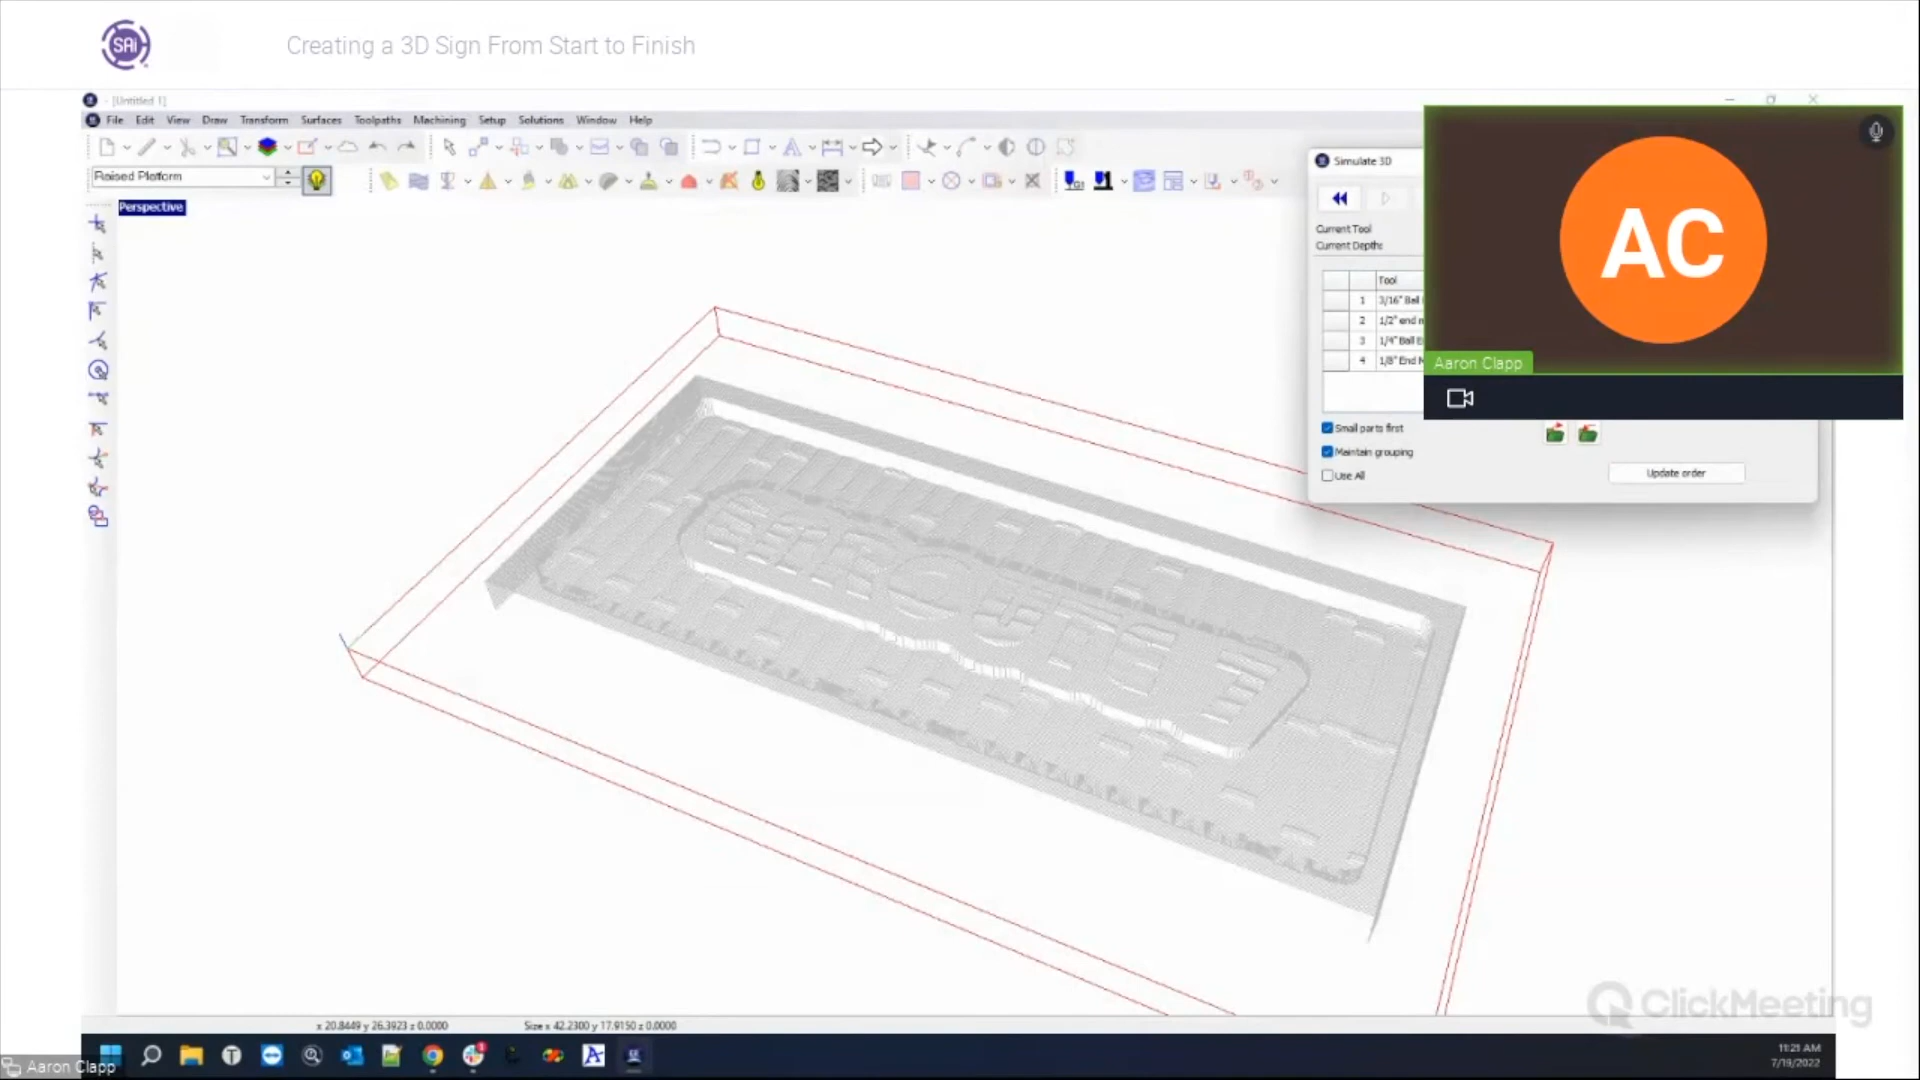 SAi
Creating a 3D Sign From Start to Finish
- [Untitled 1]
File Edit View Draw Transform Surfaces Toolpaths Machining Setup Solutions Window Help
Raised Platform
Perspective
Simulate 3D
Current Tool
Current Depth:
Tool
1 3/16" Ball
2 1/2" end
3 1/4" Ball
4 1/8" End
Small parts first
Maintain grouping
Use All
Update order
AC
Aaron Clapp
ClickMeeting
x 20.8449 y 26.3923 z 0.0000 Size x 42.2300 y 17.9150 z 0.0000
Aaron Clapp
11:21 AM
7/19/2022